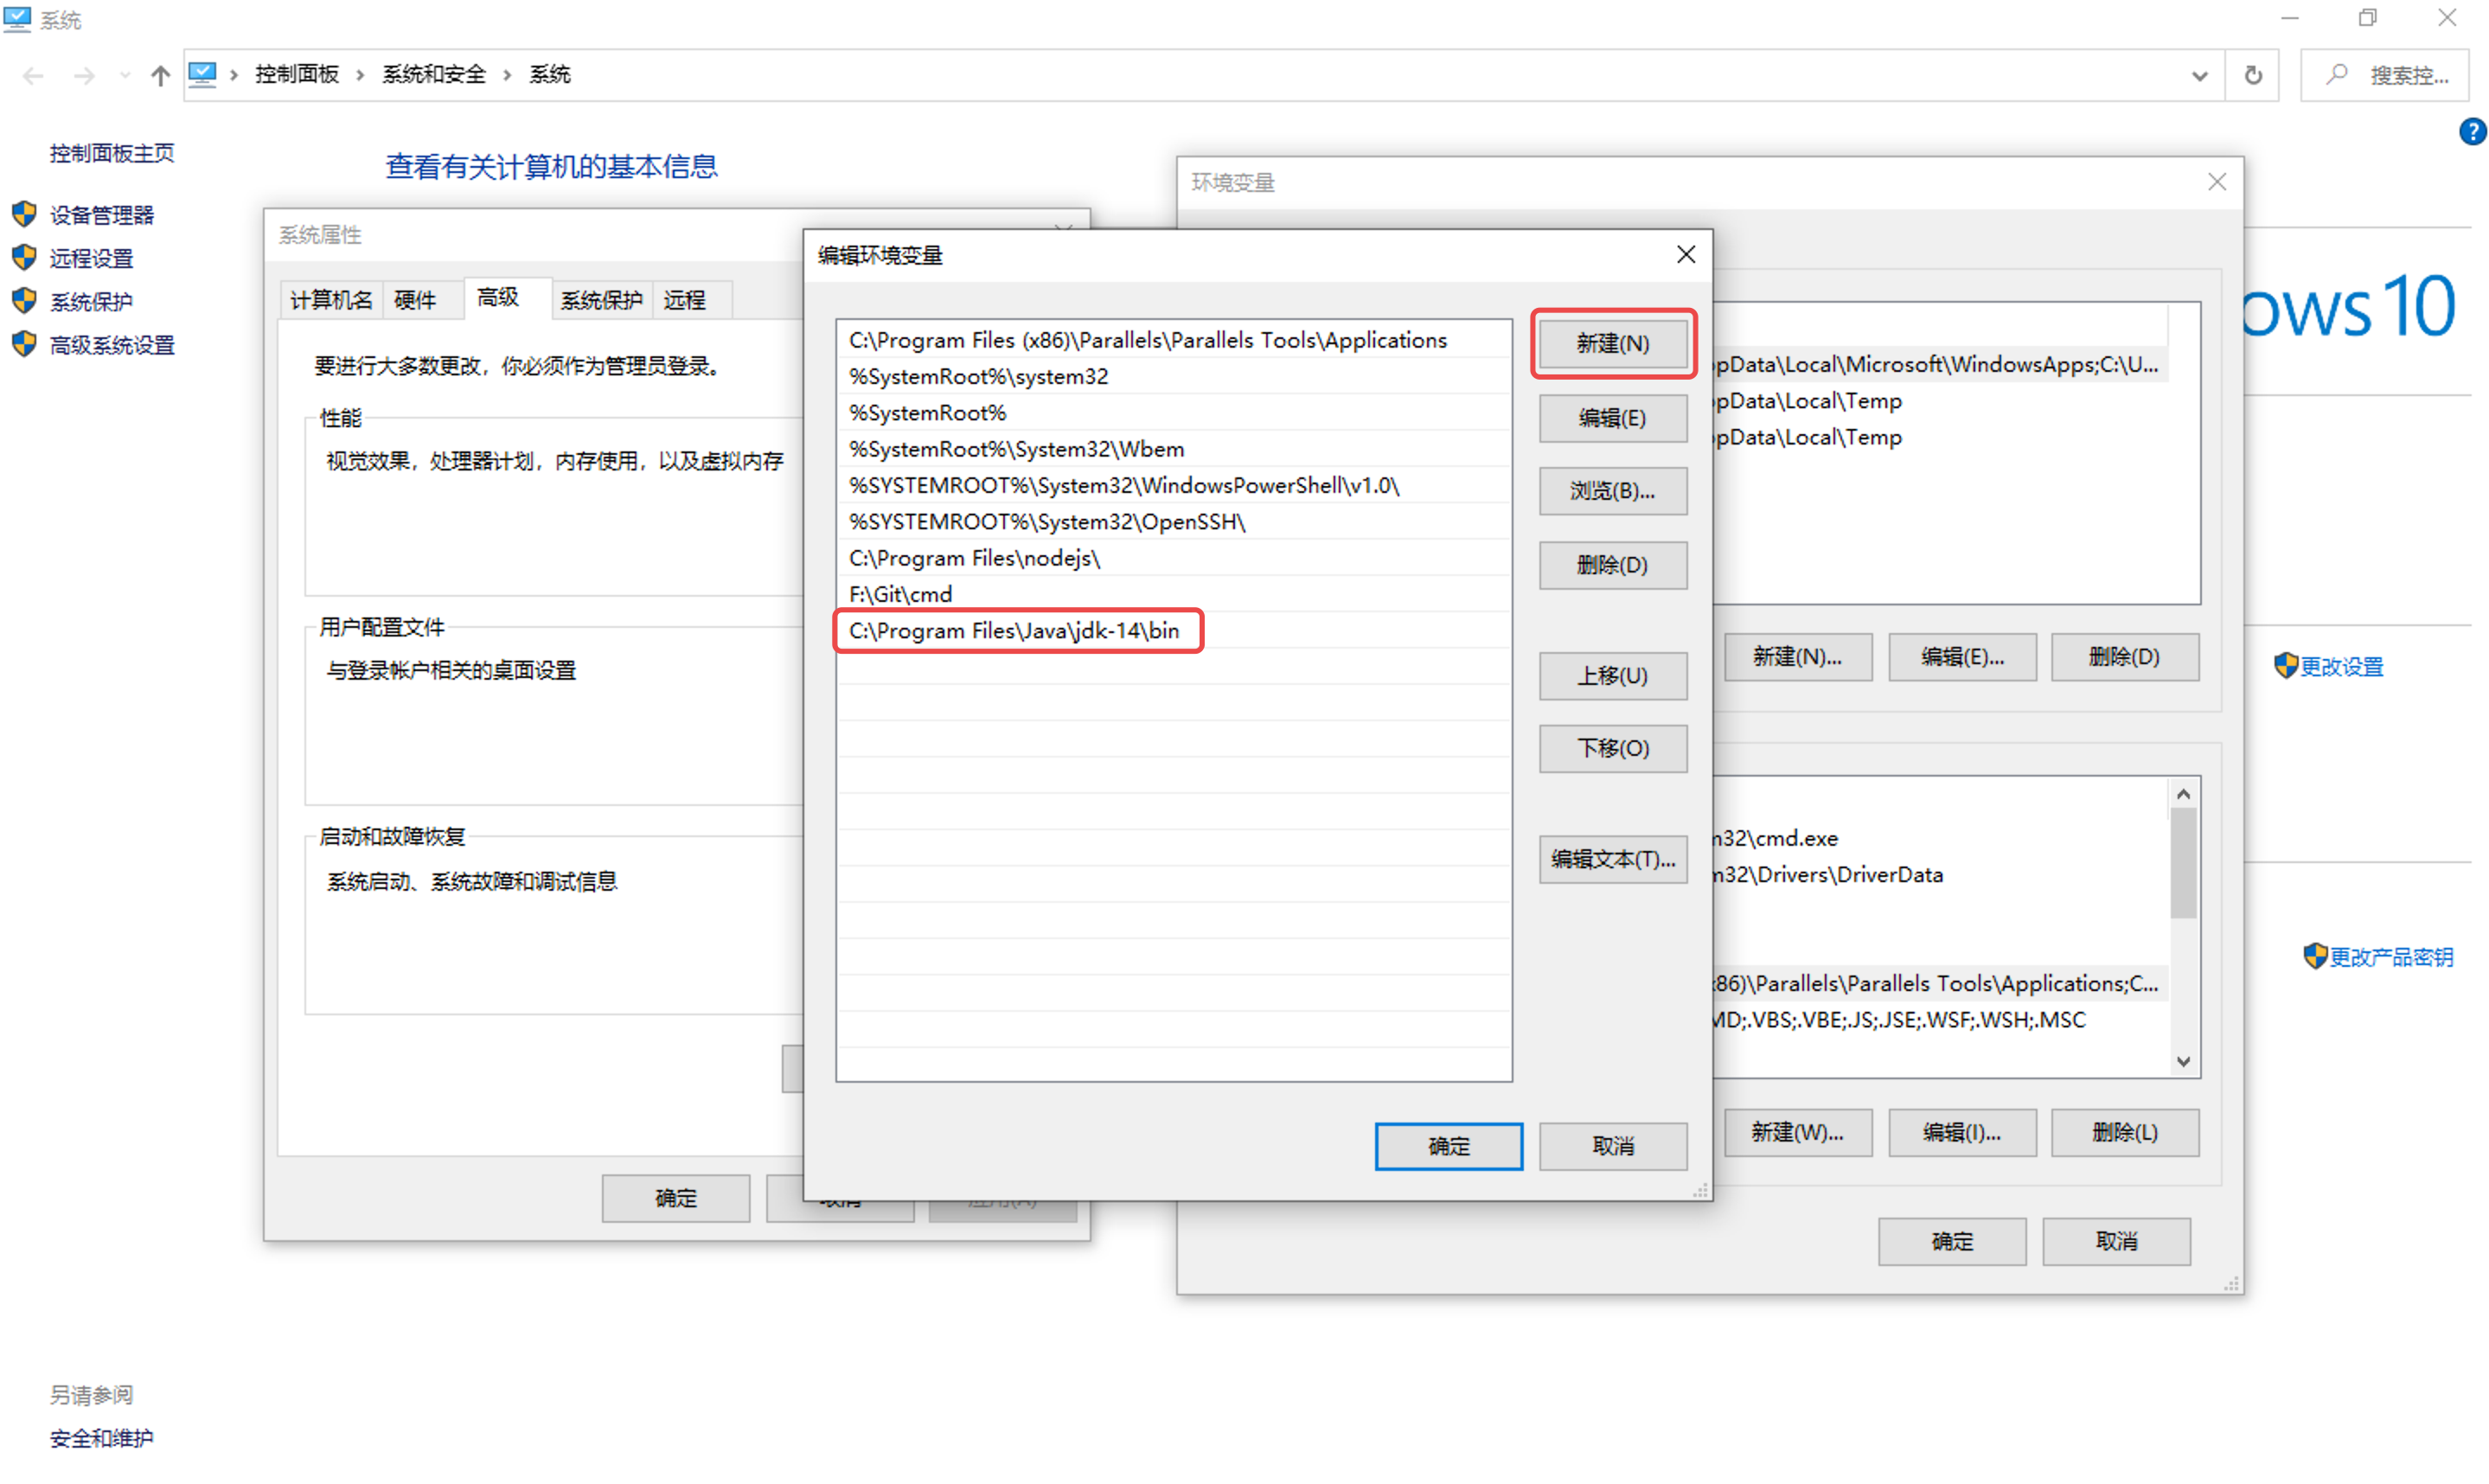 系统
控制面板 系统和安全 系统
搜索控...
控制面板主页
设备管理器
远程设置
系统保护
高级系统设置
查看有关计算机的基本信息
系统属性
计算机名 硬件 高级 系统保护 远程
要进行大多数更改，你必须作为管理员登录。
性能
视觉效果，处理器计划，内存使用，以及虚拟内存
用户配置文件
与登录帐户相关的桌面设置
启动和故障恢复
系统启动、系统故障和调试信息
确定 取消 应用(A)
编辑环境变量
C:\Program Files (x86)\Parallels\Parallels Tools\Applications
%SystemRoot%\system32
%SystemRoot%
%SystemRoot%\System32\Wbem
%SYSTEMROOT%\System32\WindowsPowerShell\v1.0\
%SYSTEMROOT%\System32\OpenSSH\
C:\Program Files\nodejs\
F:\Git\cmd
C:\Program Files\Java\jdk-14\bin
新建(N)
编辑(E)
浏览(B)...
删除(D)
上移(U)
下移(O)
编辑文本(T)...
确定 取消
环境变量
ppData\Local\Microsoft\WindowsApps;C:\U...
ppData\Local\Temp
ppData\Local\Temp
新建(N)... 编辑(E)... 删除(D)
m32\cmd.exe
m32\Drivers\DriverData
x86)\Parallels\Parallels Tools\Applications;C...
MD;.VBS;.VBE;.JS;.JSE;.WSF;.WSH;.MSC
新建(W)... 编辑(I)... 删除(L)
确定 取消
ows 10
更改设置
更改产品密钥
另请参阅
安全和维护